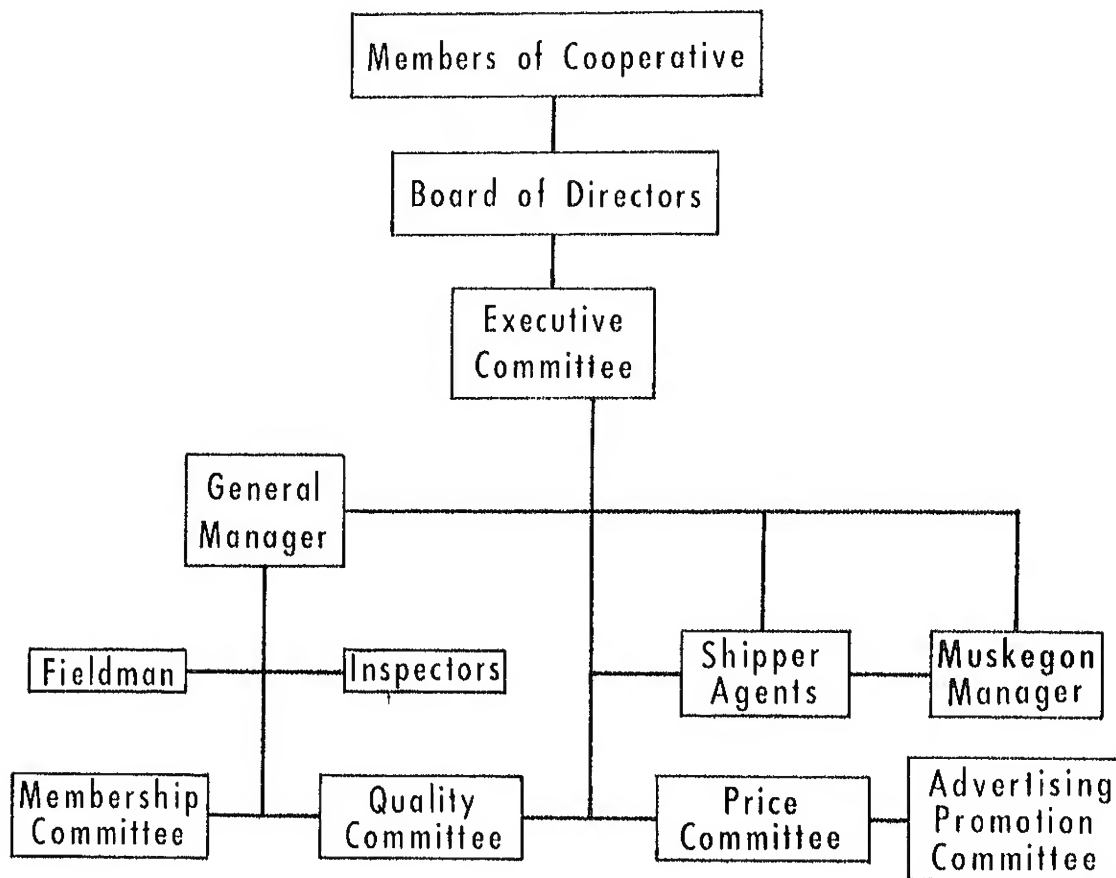 Members of Cooperative
Board of Directors
Executive
Committee
General
Manager
Fieldman
Inspectors
Shipper
Agents
Muskegon
Manager
Membership
Committee
Quality
Committee
Price
Committee
Advertising
Promotion
Committee